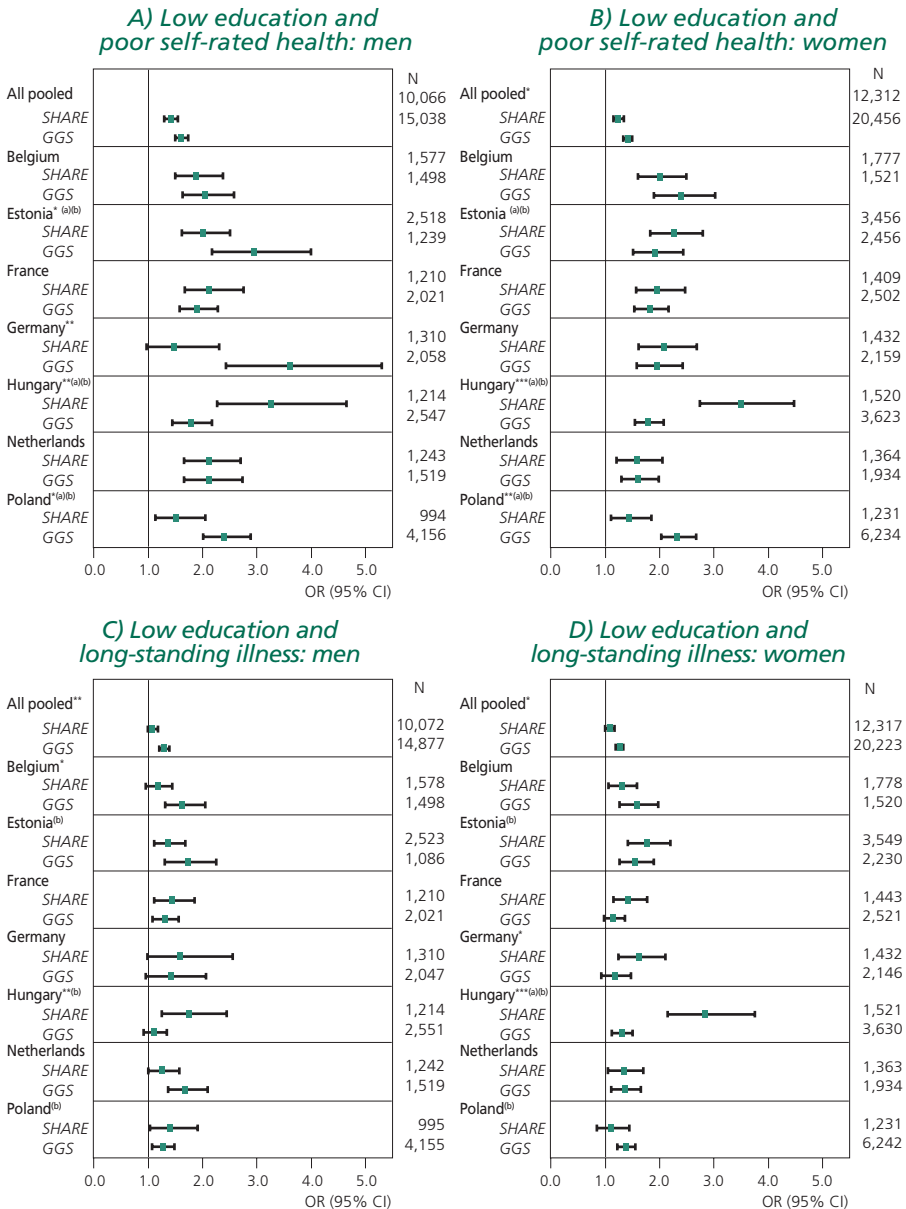 A) Low education and
poor self-rated health: men
N
All pooled 10,066
SHARE 15,038
GGS
Belgium 1,577
SHARE 1,498
GGS
Estonia* (a)(b) 2,518
SHARE 1,239
GGS
France 1,210
SHARE 2,021
GGS
Germany** 1,310
SHARE 2,058
GGS
Hungary**(a)(b) 1,214
SHARE 2,547
GGS
Netherlands 1,243
SHARE 1,519
GGS
Poland*(a)(b) 994
SHARE 4,156
GGS
0.0 1.0 2.0 3.0 4.0 5.0
OR (95% CI)
B) Low education and
poor self-rated health: women
N
All pooled* 12,312
SHARE 20,456
GGS
Belgium 1,777
SHARE 1,521
GGS
Estonia (a)(b) 3,456
SHARE 2,456
GGS
France 1,409
SHARE 2,502
GGS
Germany 1,432
SHARE 2,159
GGS
Hungary***(a)(b) 1,520
SHARE 3,623
GGS
Netherlands 1,364
SHARE 1,934
GGS
Poland**(a)(b) 1,231
SHARE 6,234
GGS
0.0 1.0 2.0 3.0 4.0 5.0
OR (95% CI)
C) Low education and
long-standing illness: men
N
All pooled**
SHARE 10,072
GGS 14,877
Belgium*
SHARE 1,578
GGS 1,498
Estonia(b)
SHARE 2,523
GGS 1,086
France
SHARE 1,210
GGS 2,021
Germany
SHARE 1,310
GGS 2,047
Hungary**(b)
SHARE 1,214
GGS 2,551
Netherlands
SHARE 1,242
GGS 1,519
Poland(b)
SHARE 995
GGS 4,155
0.0 1.0 2.0 3.0 4.0 5.0
OR (95% CI)
D) Low education and
long-standing illness: women
N
All pooled*
SHARE 12,317
GGS 20,223
Belgium
SHARE 1,778
GGS 1,520
Estonia(b)
SHARE 3,549
GGS 2,230
France
SHARE 1,443
GGS 2,521
Germany*
SHARE 1,432
GGS 2,146
Hungary***(a)(b)
SHARE 1,521
GGS 3,630
Netherlands
SHARE 1,363
GGS 1,934
Poland(b)
SHARE 1,231
GGS 6,242
0.0 1.0 2.0 3.0 4.0 5.0
OR (95% CI)